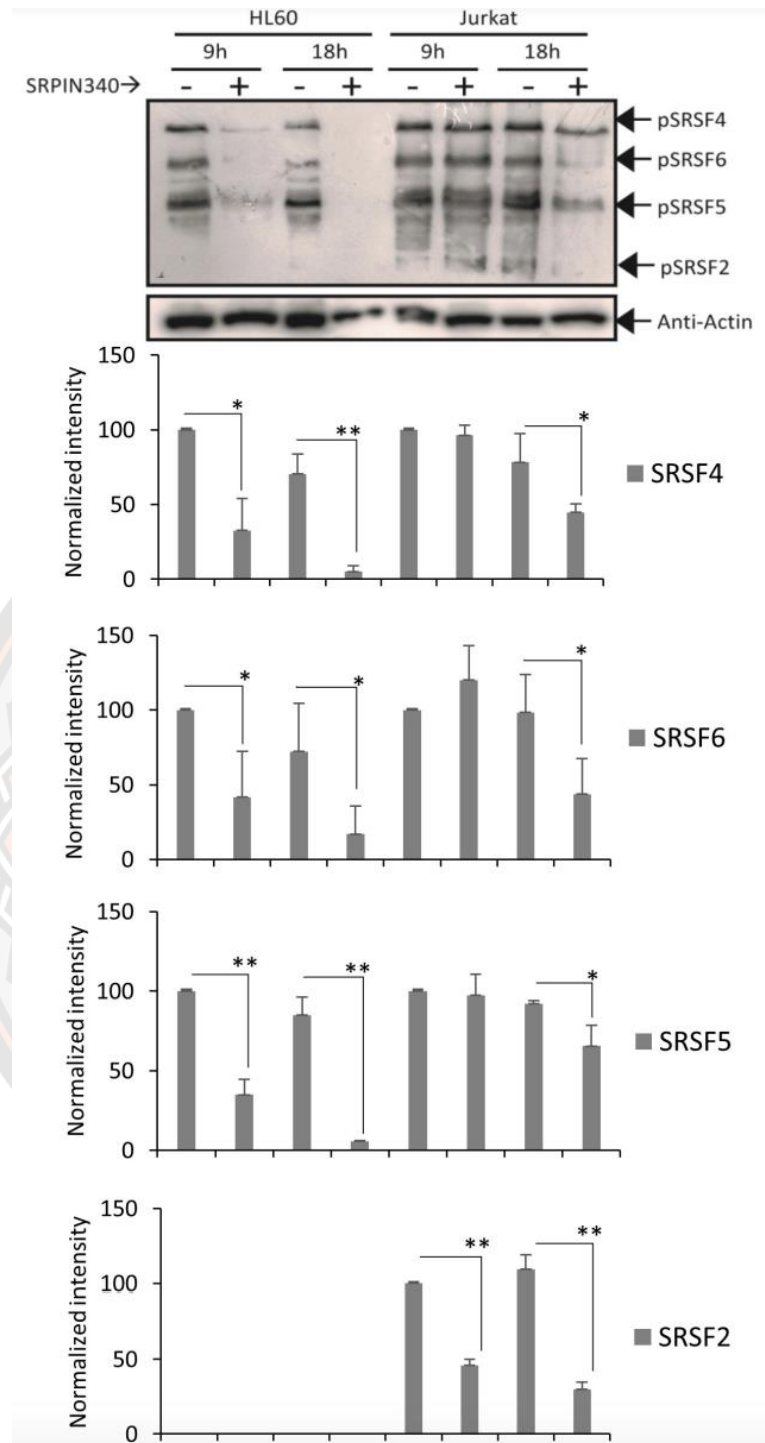 HL60 Jurkat
9h 18h 9h 18h
SRPIN340→ - + - + - + - +
pSRSF4
pSRSF6
pSRSF5
pSRSF2
Anti-Actin
Normalized intensity
150
100
50
0
* ** *
SRSF4
Normalized intensity
150
100
50
0
* * *
SRSF6
Normalized intensity
150
100
50
0
** ** *
SRSF5
Normalized intensity
150
100
50
0
** **
SRSF2